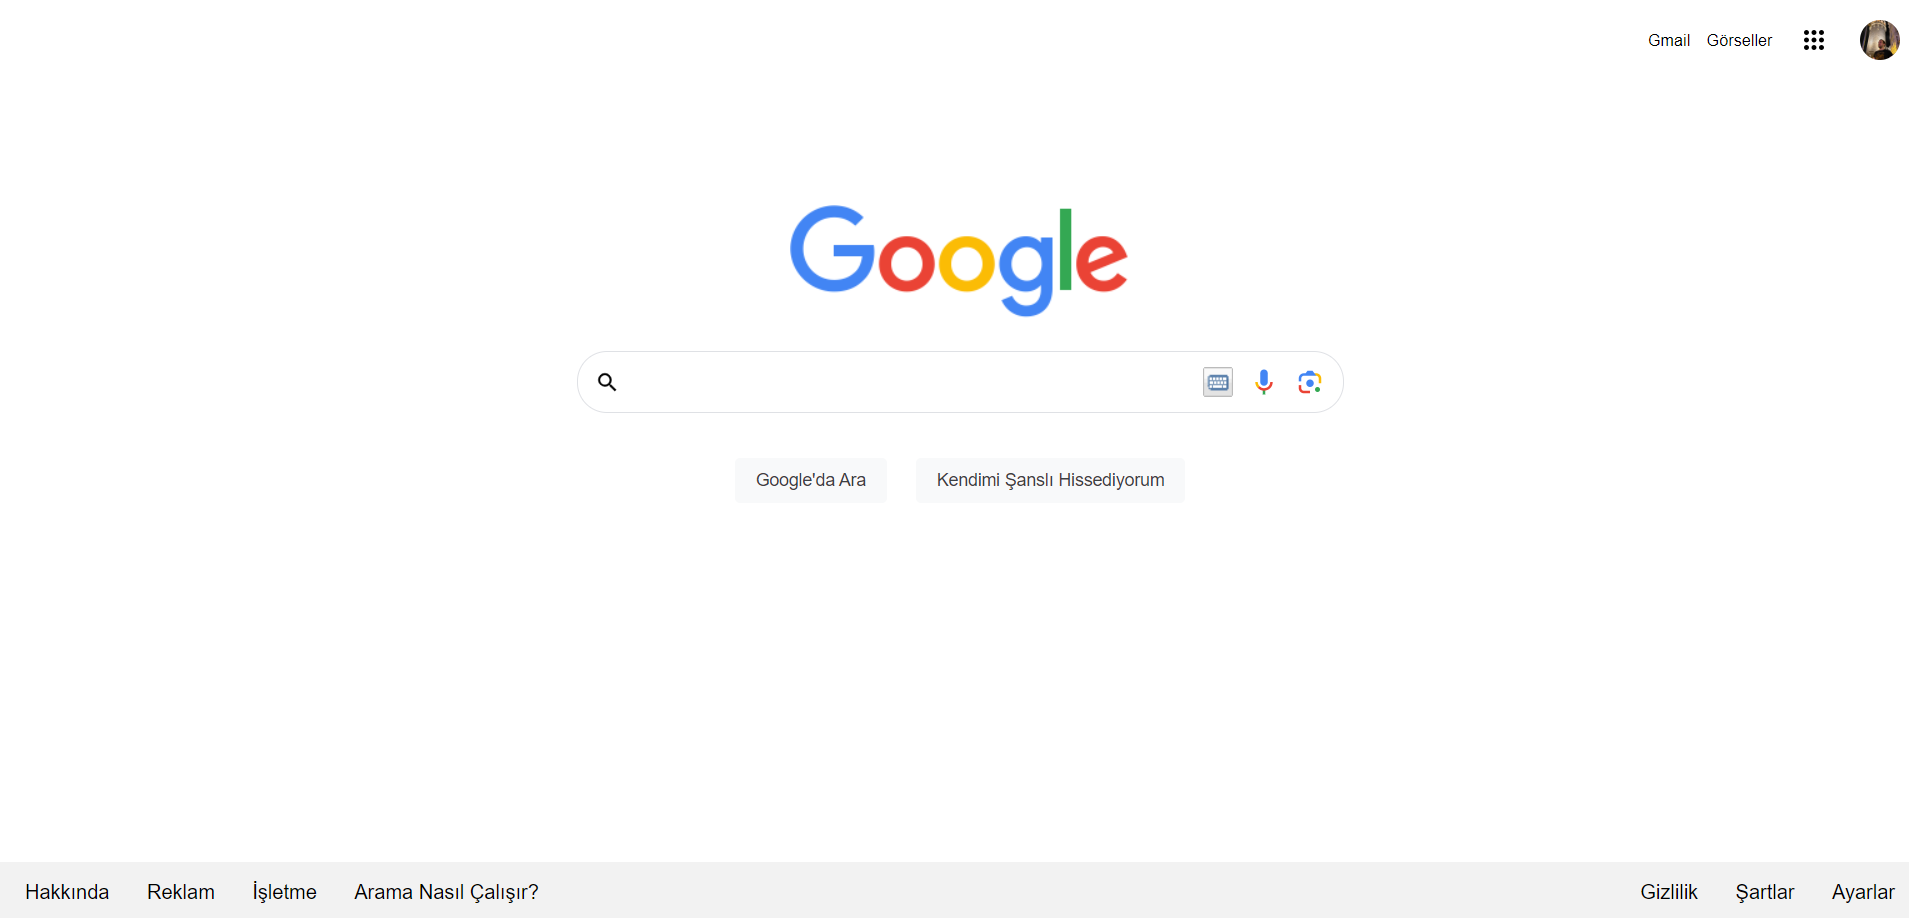 Gmail Görseller
Google
Google'da Ara Kendimi Şanslı Hissediyorum
Hakkında Reklam İşletme Arama Nasıl Çalışır? Gizlilik Şartlar Ayarlar